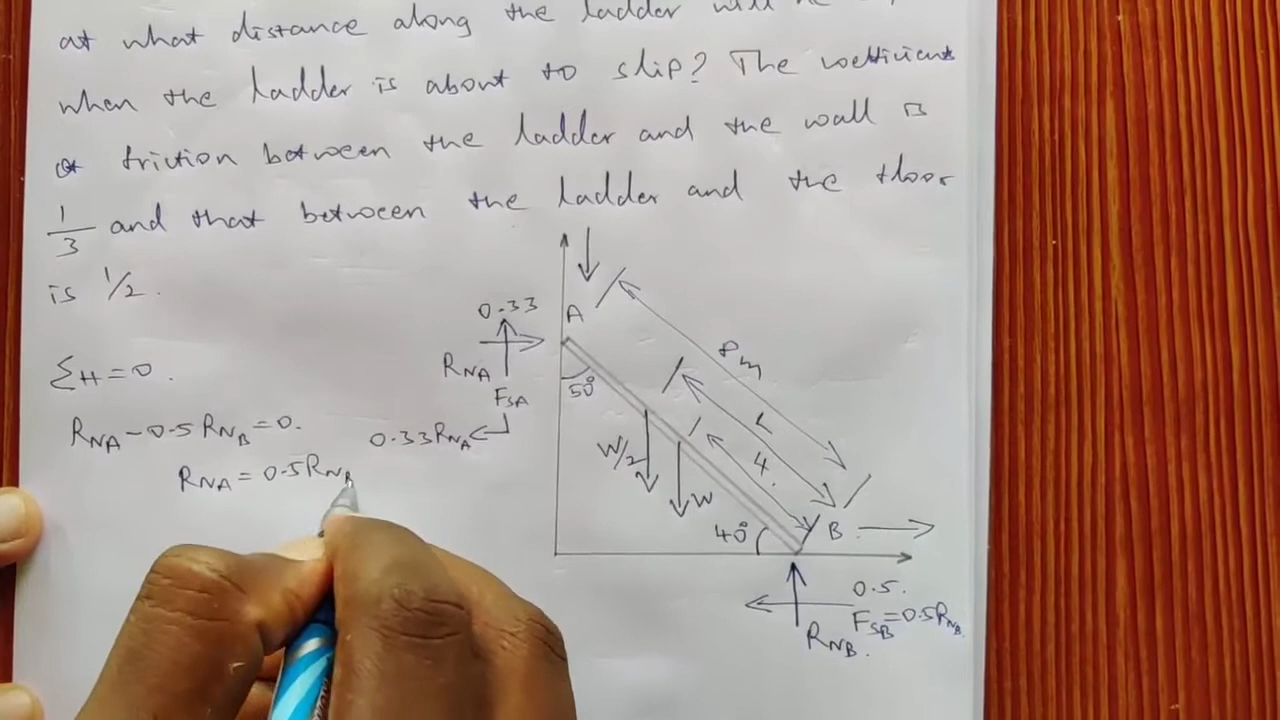 at what distance along the ladder will he
when the ladder is about to slip? The coefficient
of friction between the ladder and the wall is
1/3 and that between the ladder and the floor
is 1/2.
ΣH=0.
RNA-0.5RNB=0.
RNA=0.5RNB
0.33
A
RNA
FSA
0.33RNA
50°
8m
L
4.
W/2
W
40°
B
0.5.
FSB=0.5RNB.
RNB.